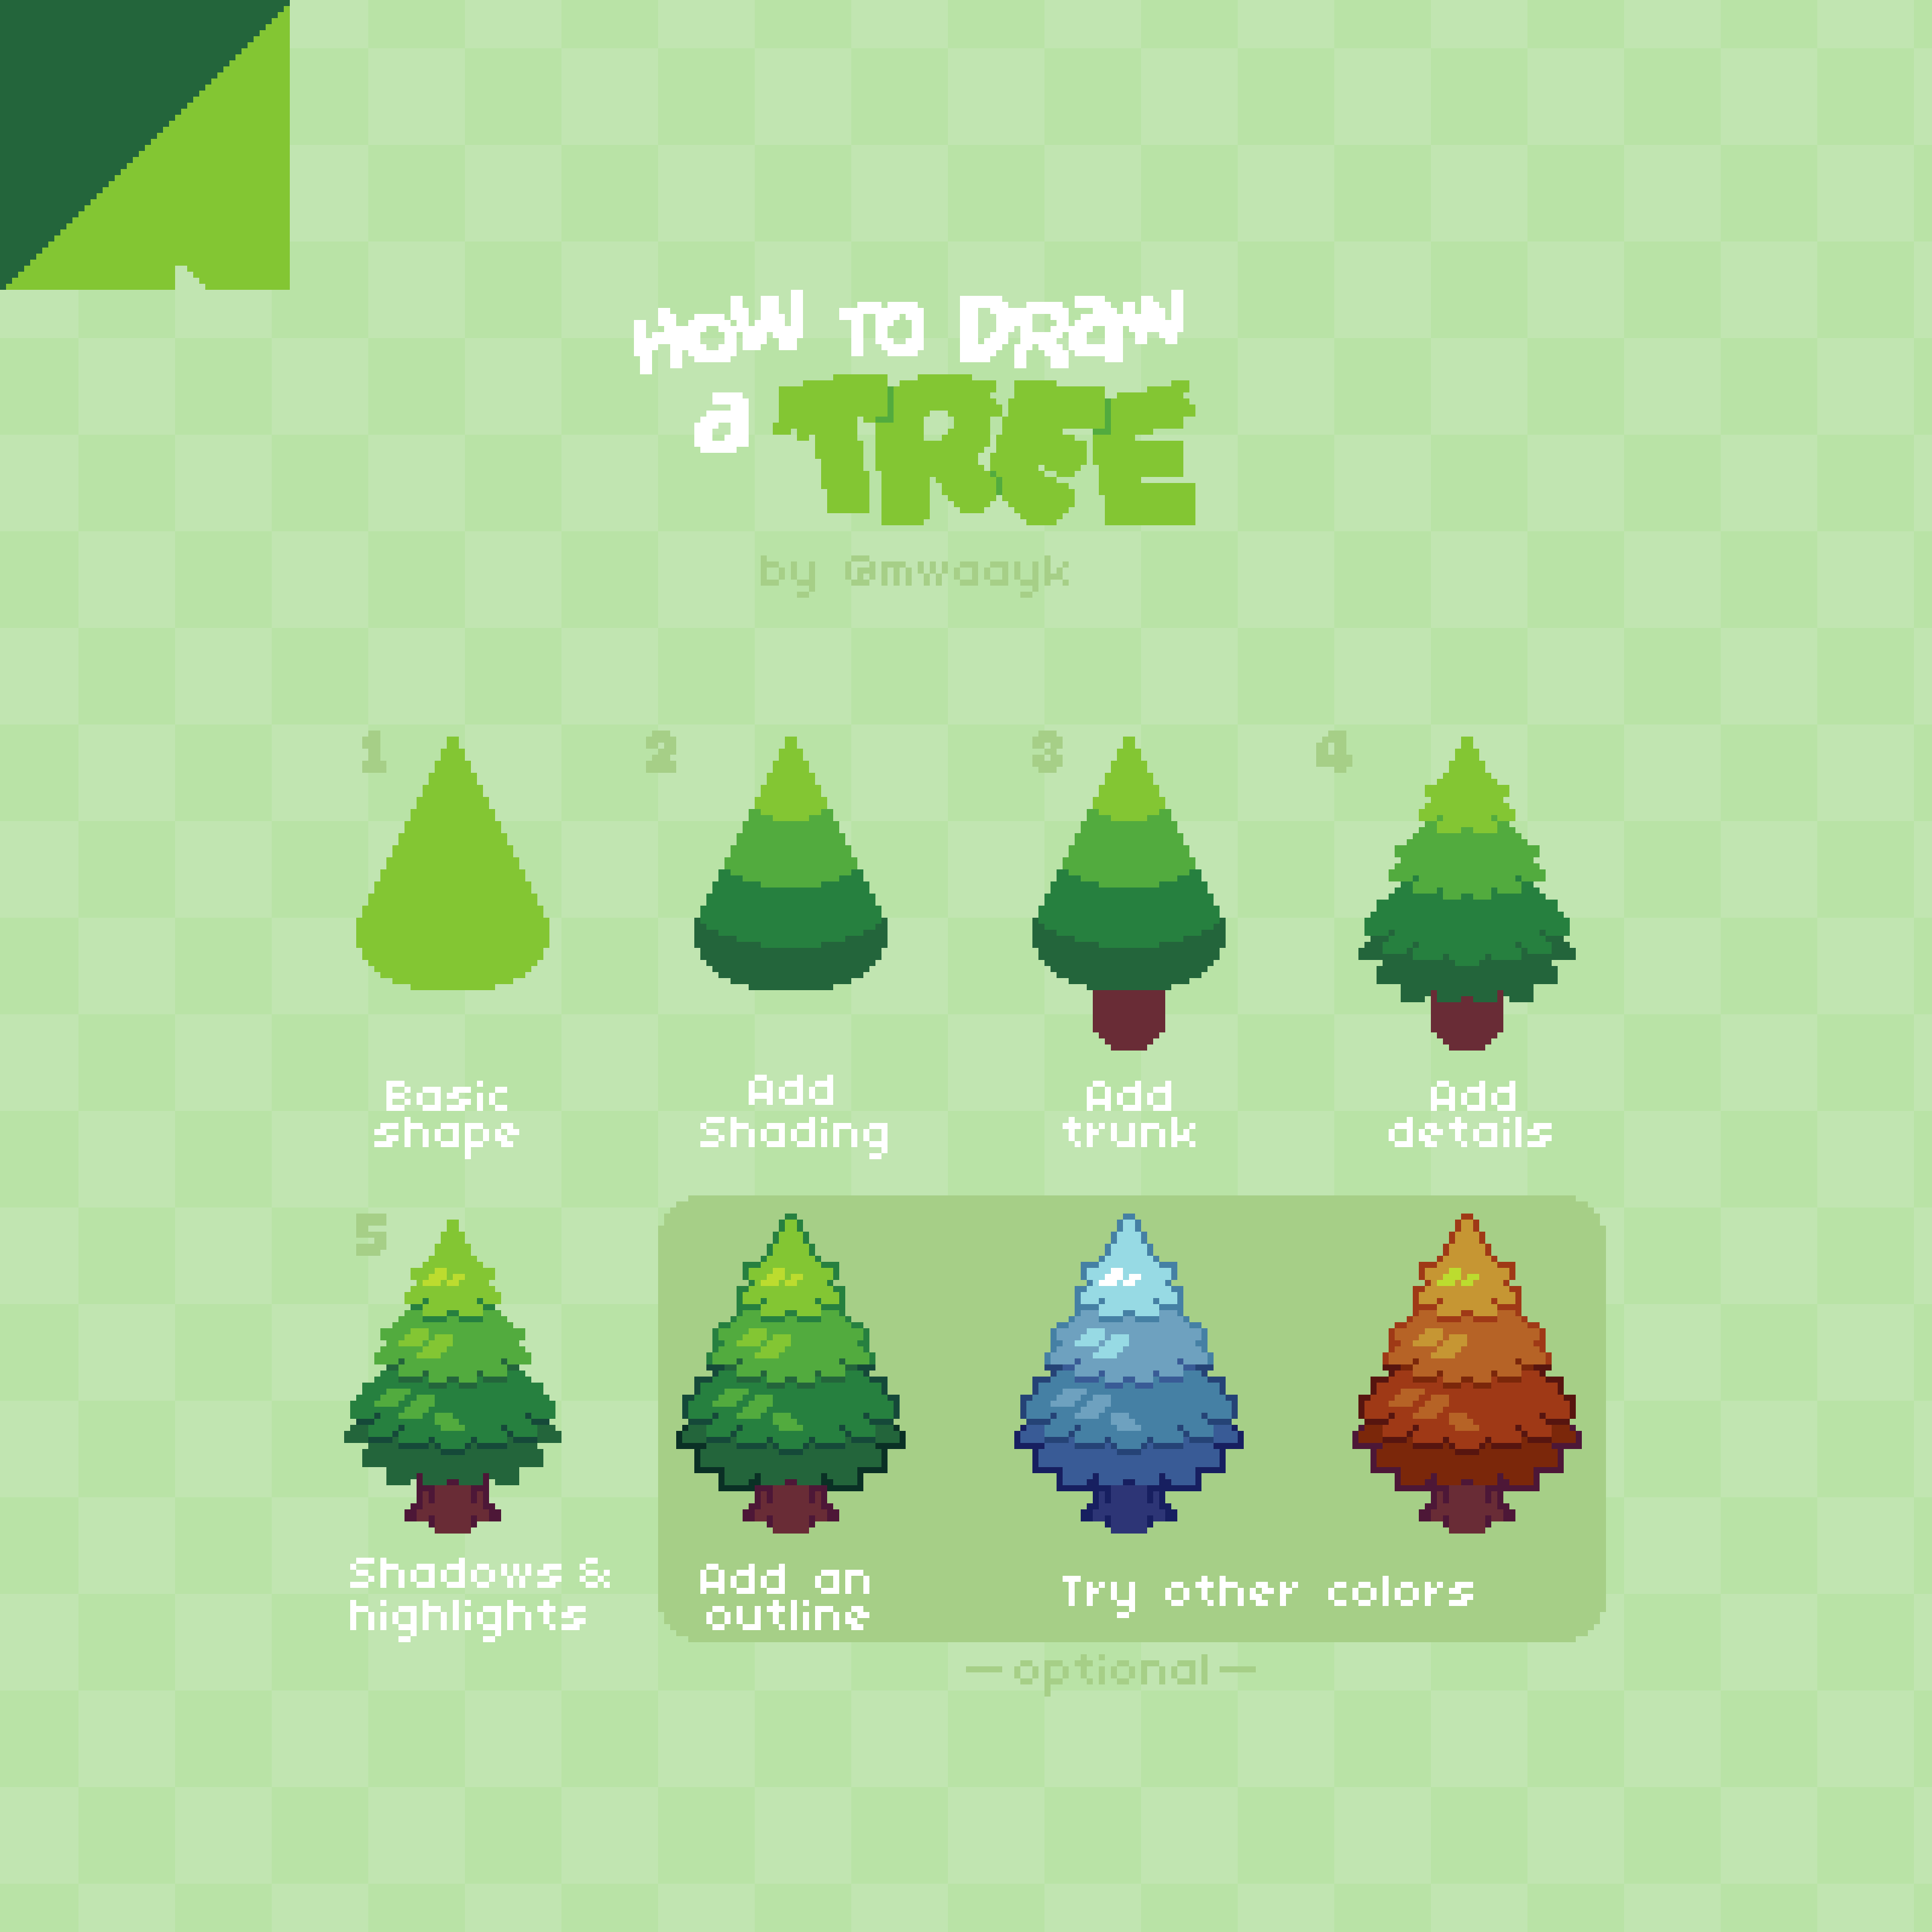 HOW TO DRaW
a TREE
by @mwaayk
1
2
3
4
Basic
shape
Add
Shading
Add
trunk
Add
details
5
Shadows &
highlights
Add an
outline
Try other colors
—optional—